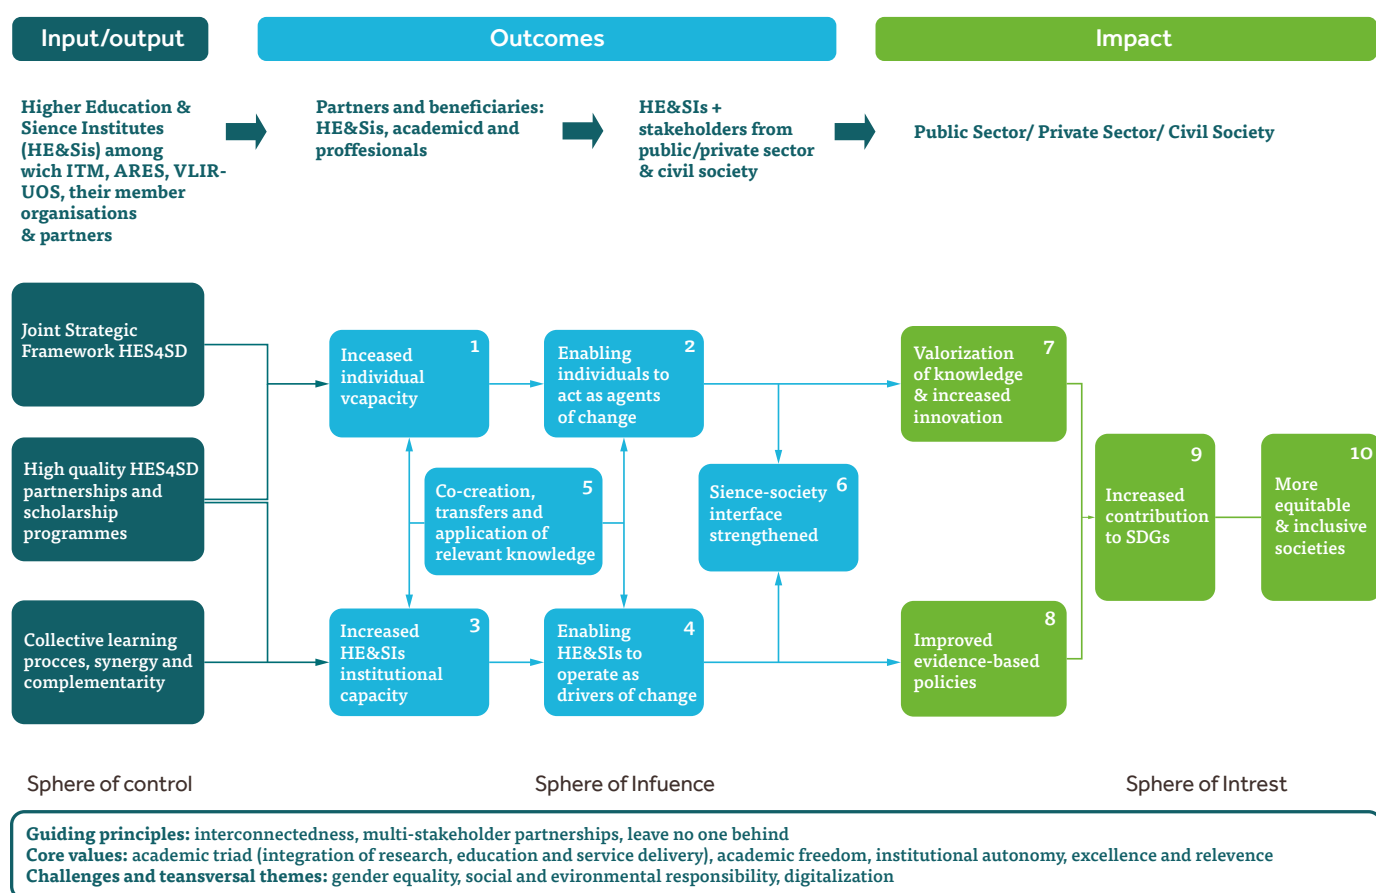 Input/output
Outcomes
Impact
Higher Education &
Sience Institutes
(HE&Sis) among
wich ITM, ARES, VLIR-
UOS, their member
organisations
& partners
Partners and beneficiaries:
HE&Sis, academicd and
proffesionals
HE&SIs +
stakeholders from
public/private sector
& civil society
Public Sector/ Private Sector/ Civil Society
Joint Strategic
Framework HES4SD
High quality HES4SD
partnerships and
scholarship
programmes
Collective learning
procces, synergy and
complementarity
1
Inceased
individual
vcapacity
2
Enabling
individuals to
act as agents
of change
5
Co-creation,
transfers and
application of
relevant knowledge
3
Increased
HE&SIs
institutional
capacity
4
Enabling
HE&SIs to
operate as
drivers of change
6
Sience-society
interface
strengthened
7
Valorization
of knowledge
& increased
innovation
8
Improved
evidence-based
policies
9
Increased
contribution
to SDGs
10
More
equitable
& inclusive
societies
Sphere of control
Sphere of Infuence
Sphere of Intrest
Guiding principles: interconnectedness, multi-stakeholder partnerships, leave no one behind
Core values: academic triad (integration of research, education and service delivery), academic freedom, institutional autonomy, excellence and relevence
Challenges and teansversal themes: gender equality, social and evironmental responsibility, digitalization